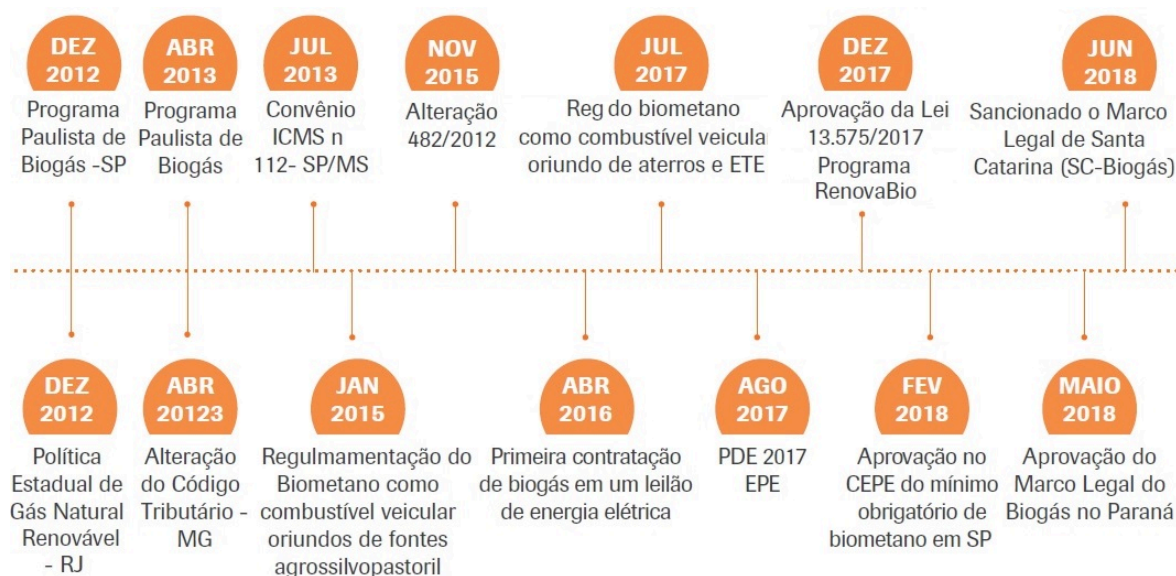 DEZ
2012
Programa
Paulista de
Biogás -SP
ABR
2013
Programa
Paulista de
Biogás
JUL
2013
Convênio
ICMS n
112- SP/MS
NOV
2015
Alteração
482/2012
JUL
2017
Reg do biometano
como combustível veicular
oriundo de aterros e ETE
DEZ
2017
Aprovação da Lei
13.575/2017
Programa
RenovaBio
JUN
2018
Sancionado o Marco
Legal de Santa
Catarina (SC-Biogás)
DEZ
2012
Política
Estadual de
Gás Natural
Renovável
- RJ
ABR
20123
Alteração
do Código
Tributário -
MG
JAN
2015
Regulmamentação do
Biometano como
combustível veicular
oriundos de fontes
agrossilvopastoril
ABR
2016
Primeira contratação
de biogás em um leilão
de energia elétrica
AGO
2017
PDE 2017
EPE
FEV
2018
Aprovação no
CEPE do mínimo
obrigatório de
biometano em SP
MAIO
2018
Aprovação do
Marco Legal do
Biogás no Paraná